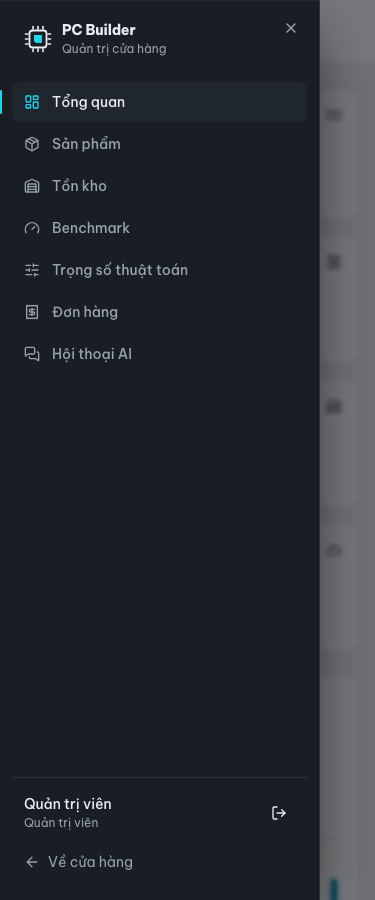 PC Builder
Quản trị cửa hàng
Tổng quan
Sản phẩm
Tồn kho
Benchmark
Trọng số thuật toán
Đơn hàng
Hội thoại AI
Quản trị viên
Quản trị viên
Về cửa hàng